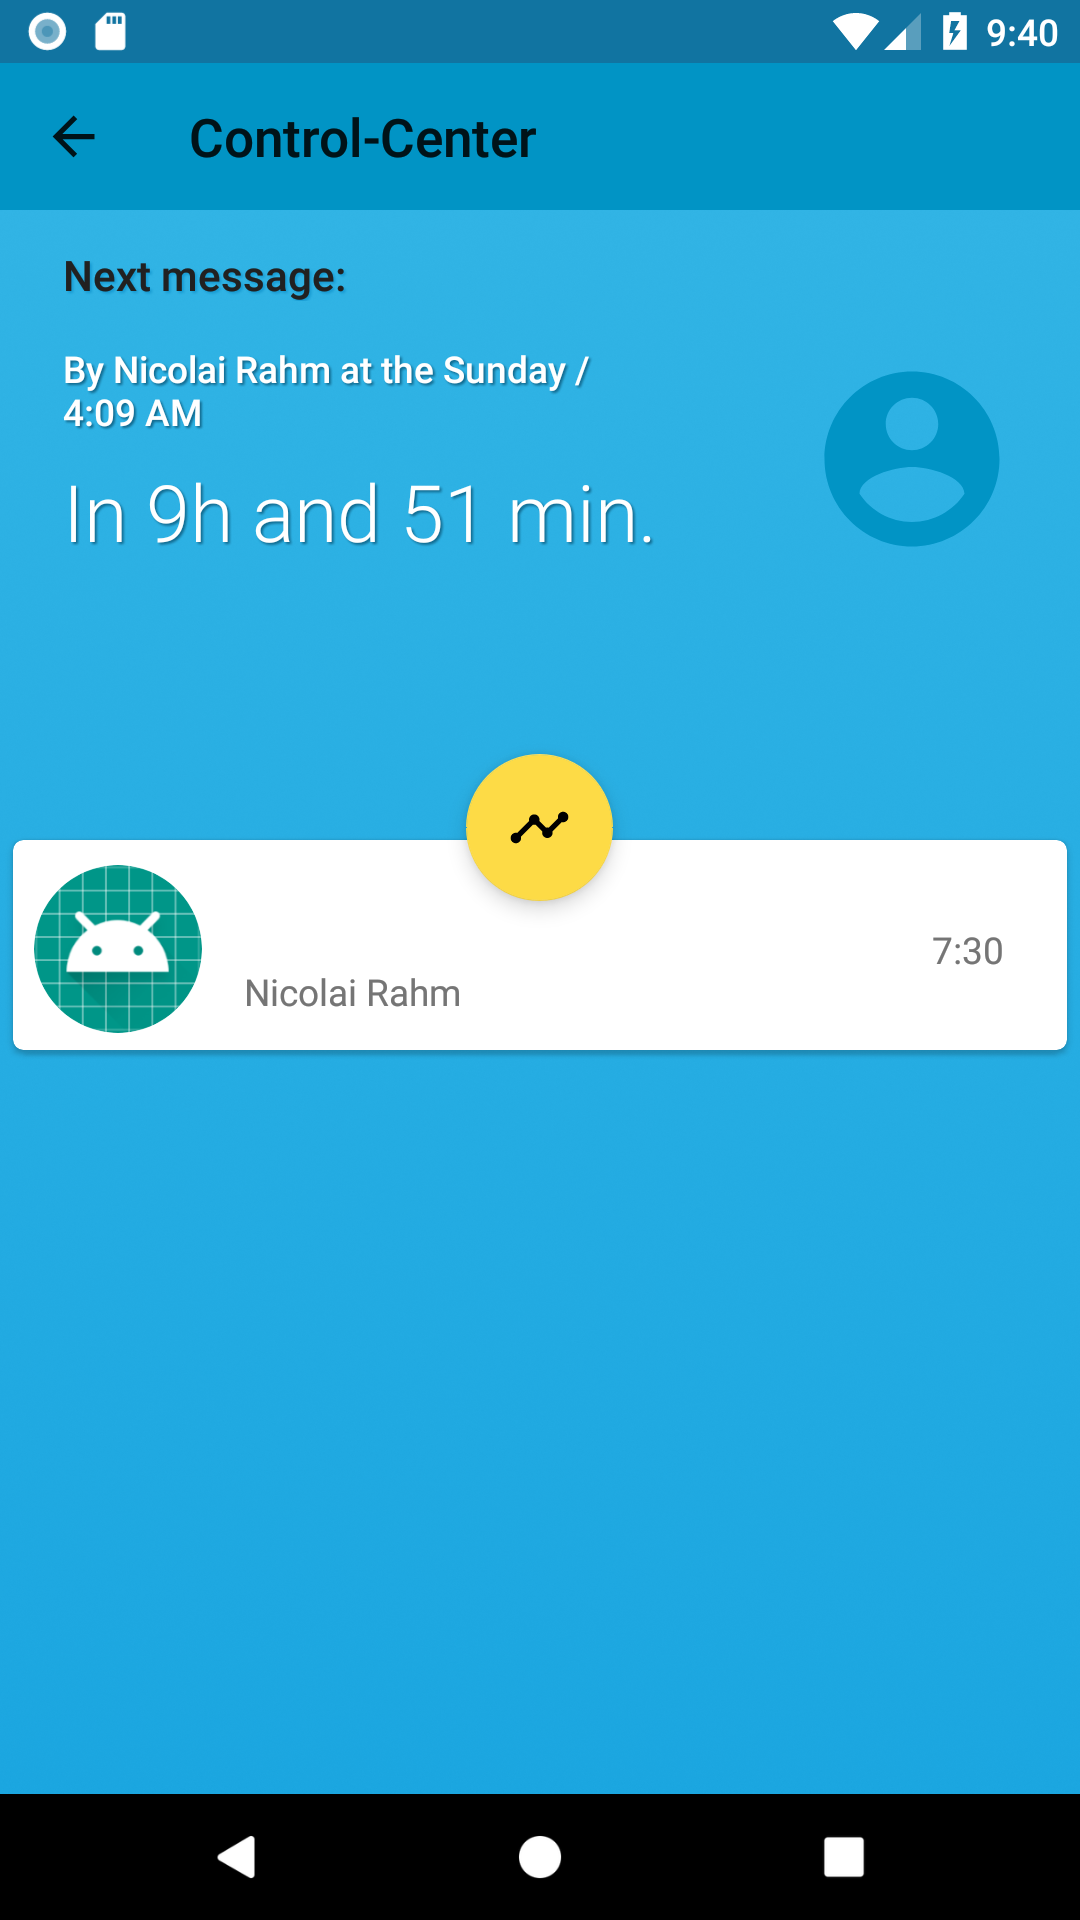 9:40
Control-Center
Next message:
By Nicolai Rahm at the Sunday /
4:09 AM
In 9h and 51 min.
7:30
Nicolai Rahm